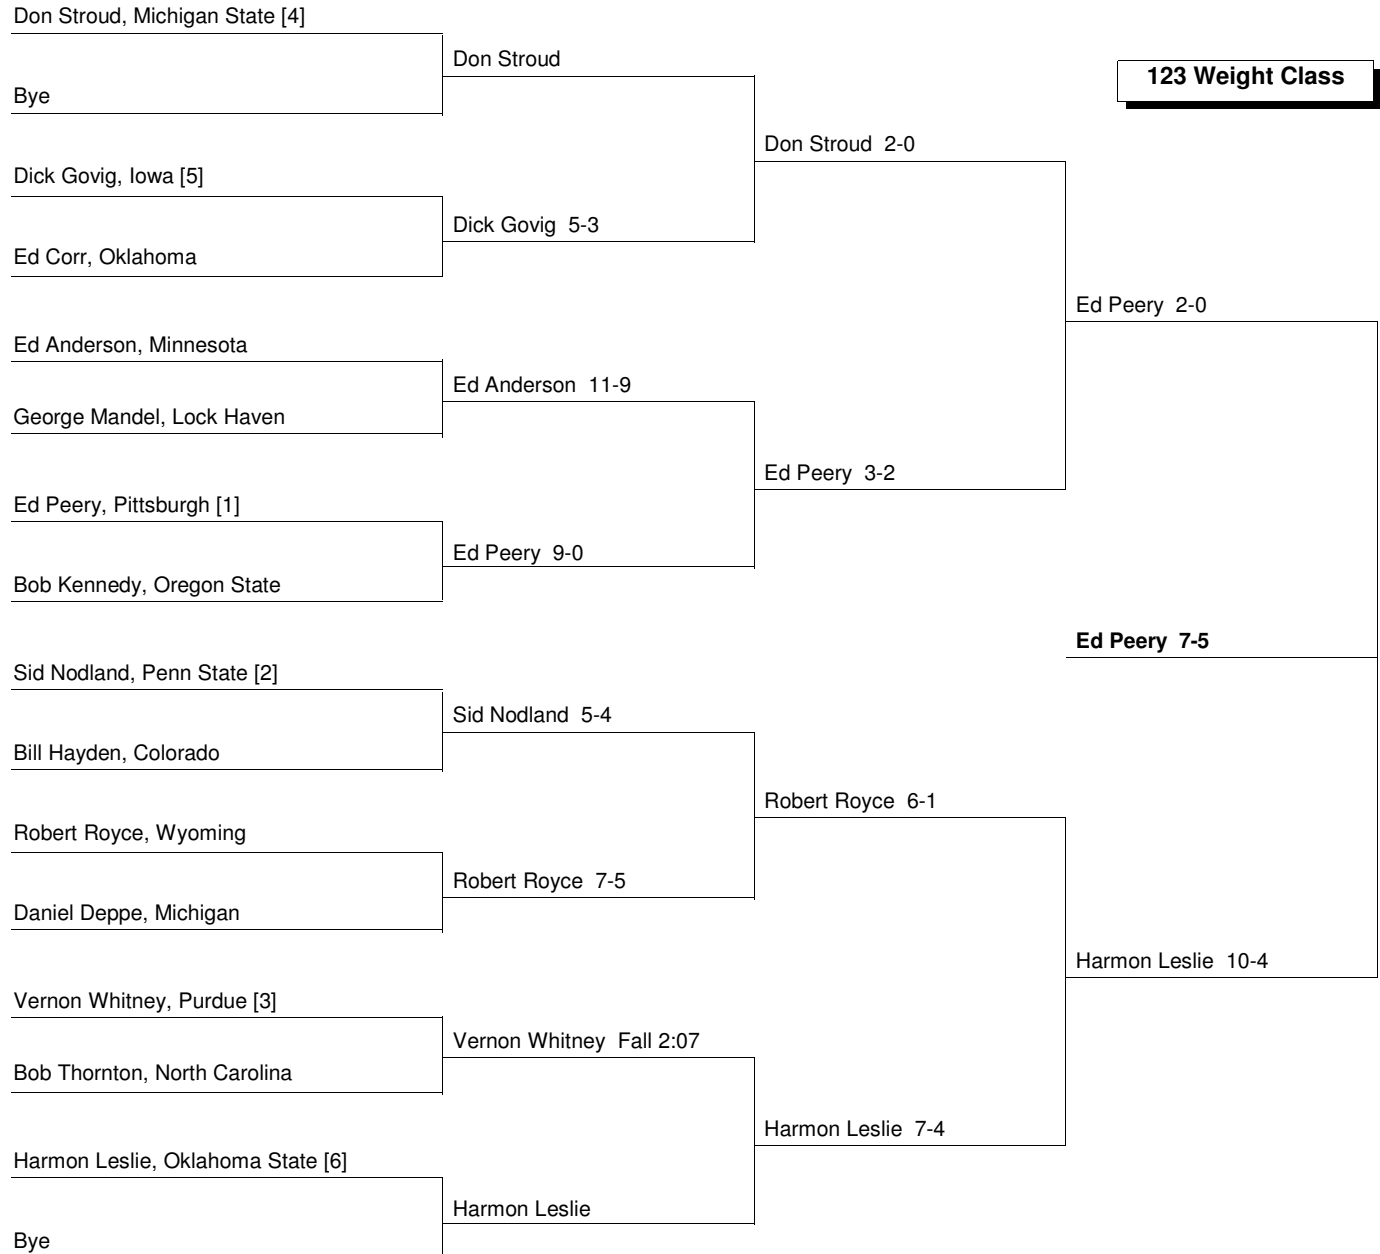 Don Stroud, Michigan State [4]
Don Stroud
123 Weight Class
Bye
Don Stroud 2-0
Dick Govig, Iowa [5]
Dick Govig 5-3
Ed Corr, Oklahoma
Ed Peery 2-0
Ed Anderson, Minnesota
Ed Anderson 11-9
George Mandel, Lock Haven
Ed Peery 3-2
Ed Peery, Pittsburgh [1]
Ed Peery 9-0
Bob Kennedy, Oregon State
Ed Peery 7-5
Sid Nodland, Penn State [2]
Sid Nodland 5-4
Bill Hayden, Colorado
Robert Royce 6-1
Robert Royce, Wyoming
Robert Royce 7-5
Daniel Deppe, Michigan
Harmon Leslie 10-4
Vernon Whitney, Purdue [3]
Vernon Whitney Fall 2:07
Bob Thornton, North Carolina
Harmon Leslie 7-4
Harmon Leslie, Oklahoma State [6]
Harmon Leslie
Bye